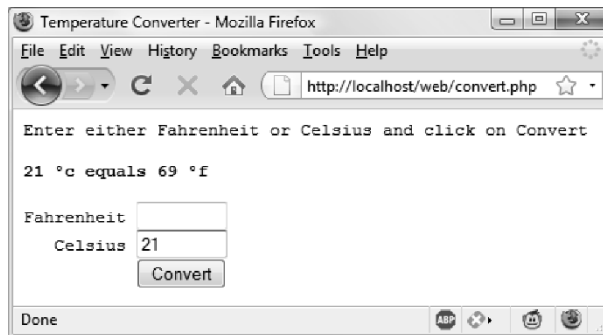 Temperature Converter - Mozilla Firefox
File Edit View History Bookmarks Tools Help
http://localhost/web/convert.php
Enter either Fahrenheit or Celsius and click on Convert
21 °c equals 69 °f
Fahrenheit
Celsius 21
Convert
Done
ABP